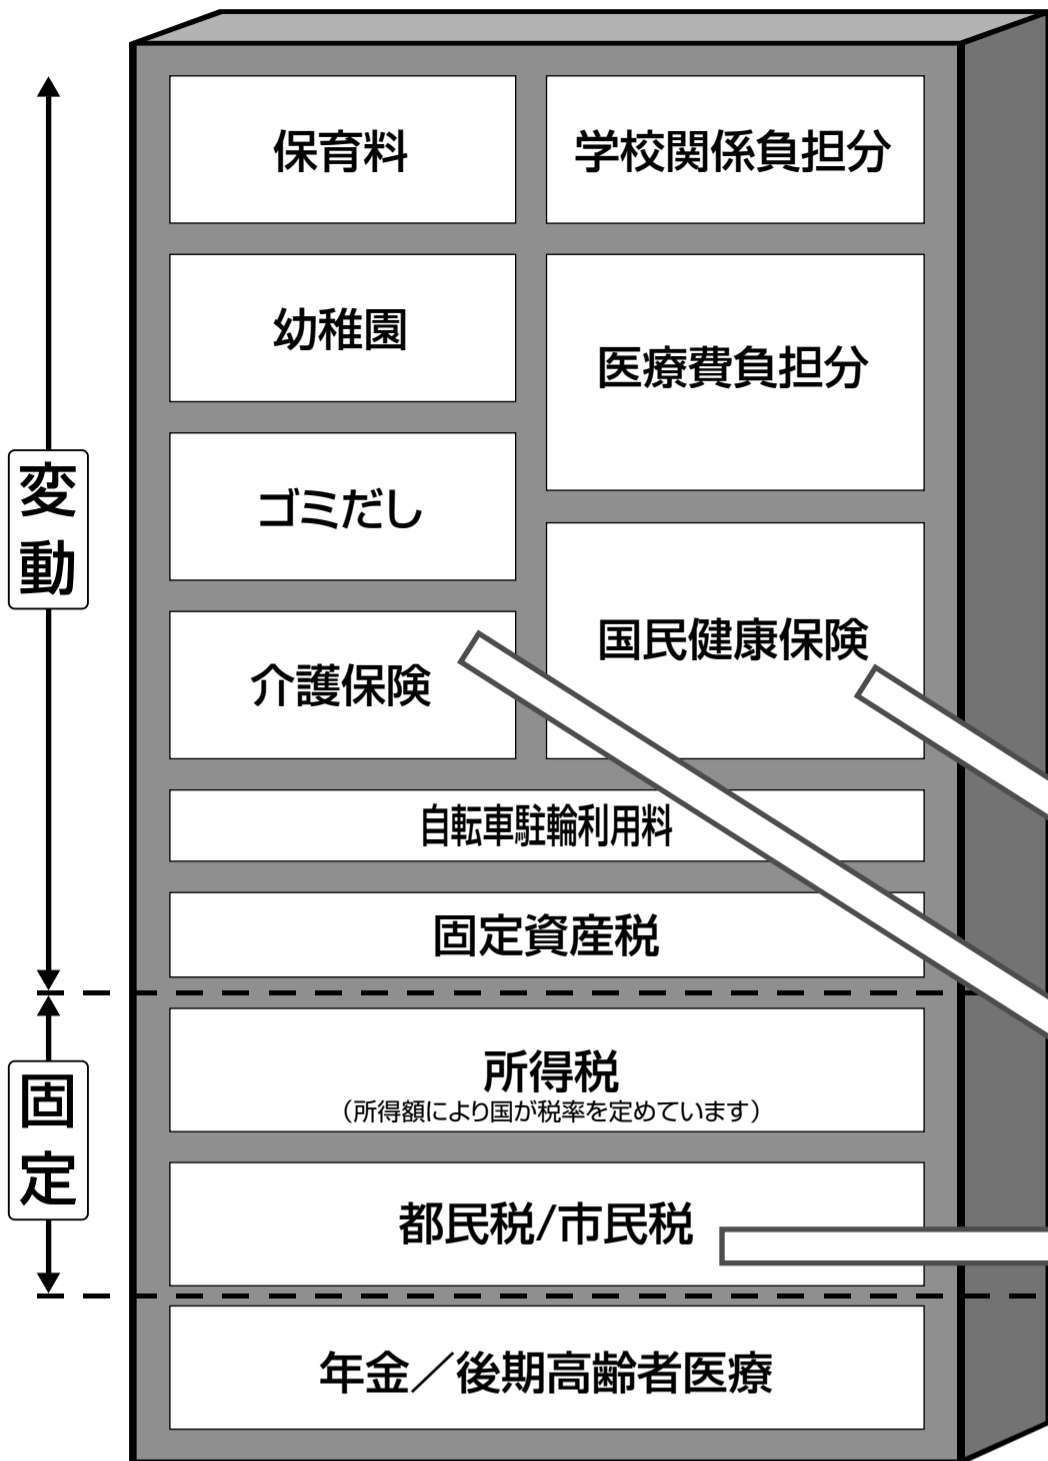 保育料
学校関係負担分
幼稚園
医療費負担分
ゴミだし
介護保険
国民健康保険
自転車駐輪利用料
固定資産税
変動
所得税
（所得額により国が税率を定めています）
都民税/市民税
固定
年金／後期高齢者医療